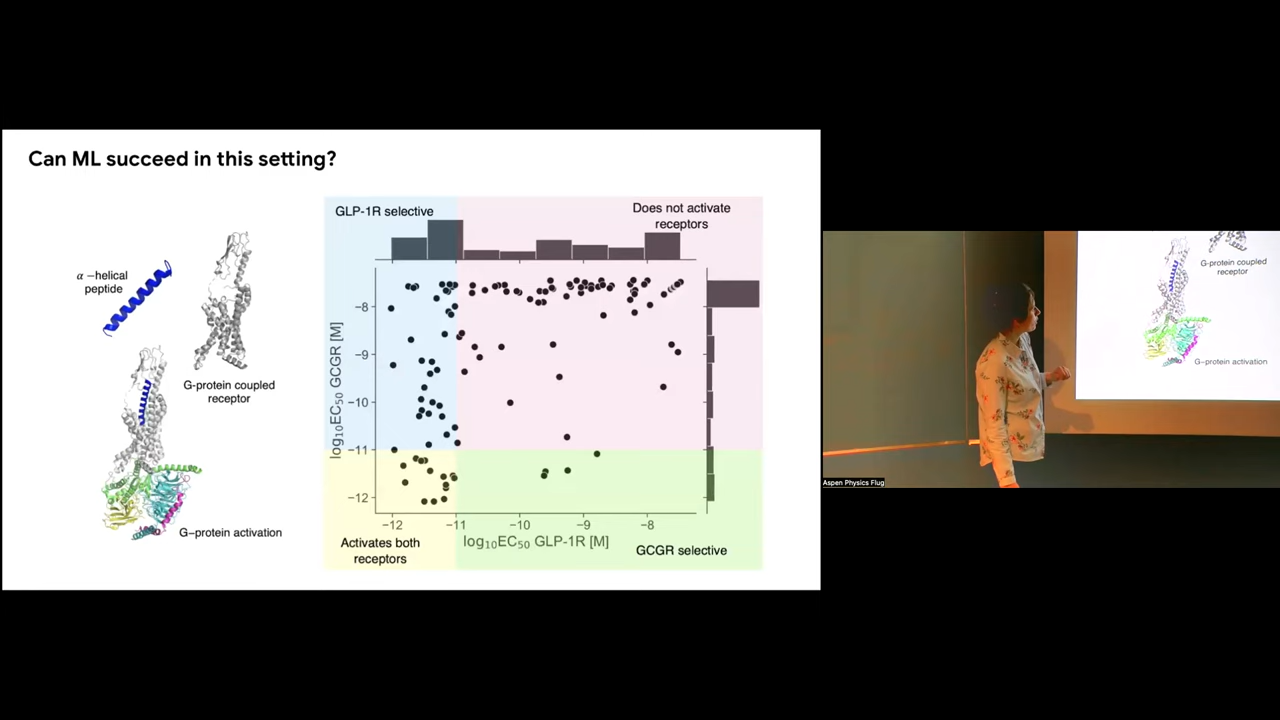 Can ML succeed in this setting?
α –helical
peptide
G-protein coupled
receptor
G–protein activation
GLP-1R selective
Does not activate
receptors
−8
−9
−10
−11
−12
log₁₀EC₅₀ GCGR [M]
−12
−11
−10
−9
−8
log₁₀EC₅₀ GLP-1R [M]
Activates both
receptors
GCGR selective
G-protein coupled
receptor
G–protein activation
Aspen Physics Flug